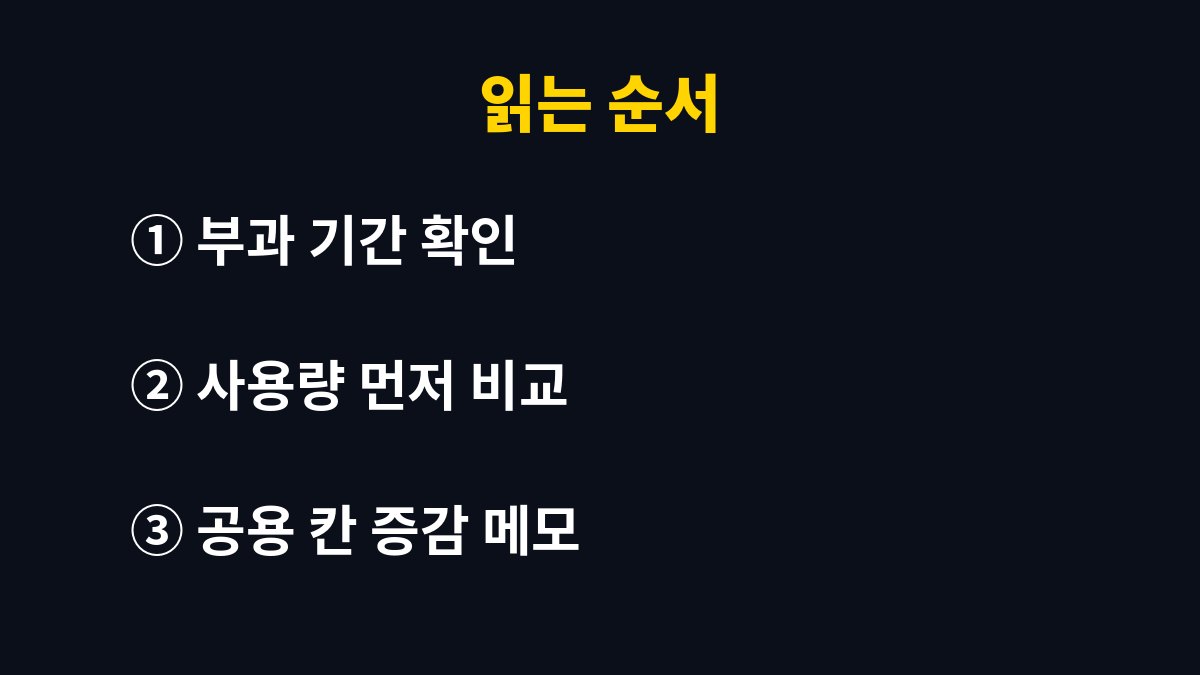 읽는 순서
① 부과 기간 확인
② 사용량 먼저 비교
③ 공용 칸 증감 메모